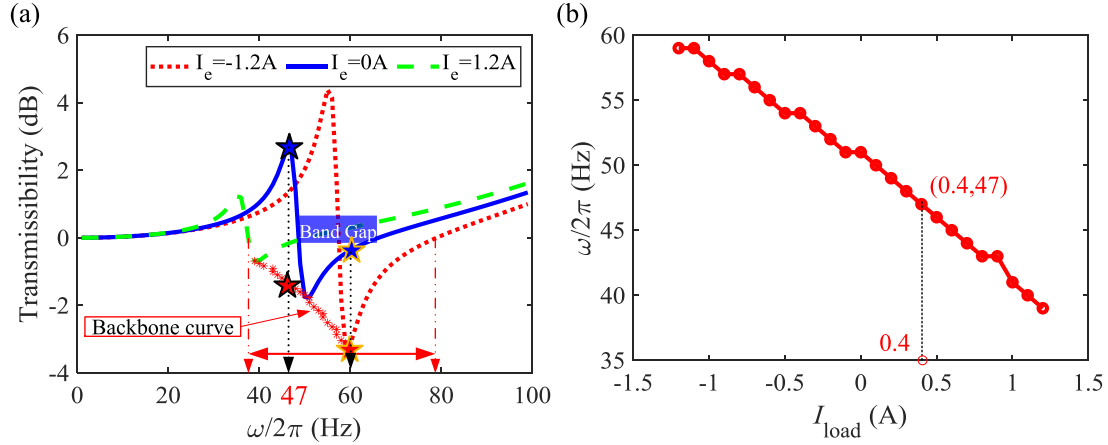 (a)
6
4
2
0
-2
-4
Transmissibility (dB)
I_e=-1.2A I_e=0A I_e=1.2A
Band Gap
Backbone curve
0 20 40 47 60 80 100
ω/2π (Hz)
(b)
60
55
50
45
40
35
ω/2π (Hz)
(0.4,47)
0.4
-1.5 -1 -0.5 0 0.5 1 1.5
I_load (A)